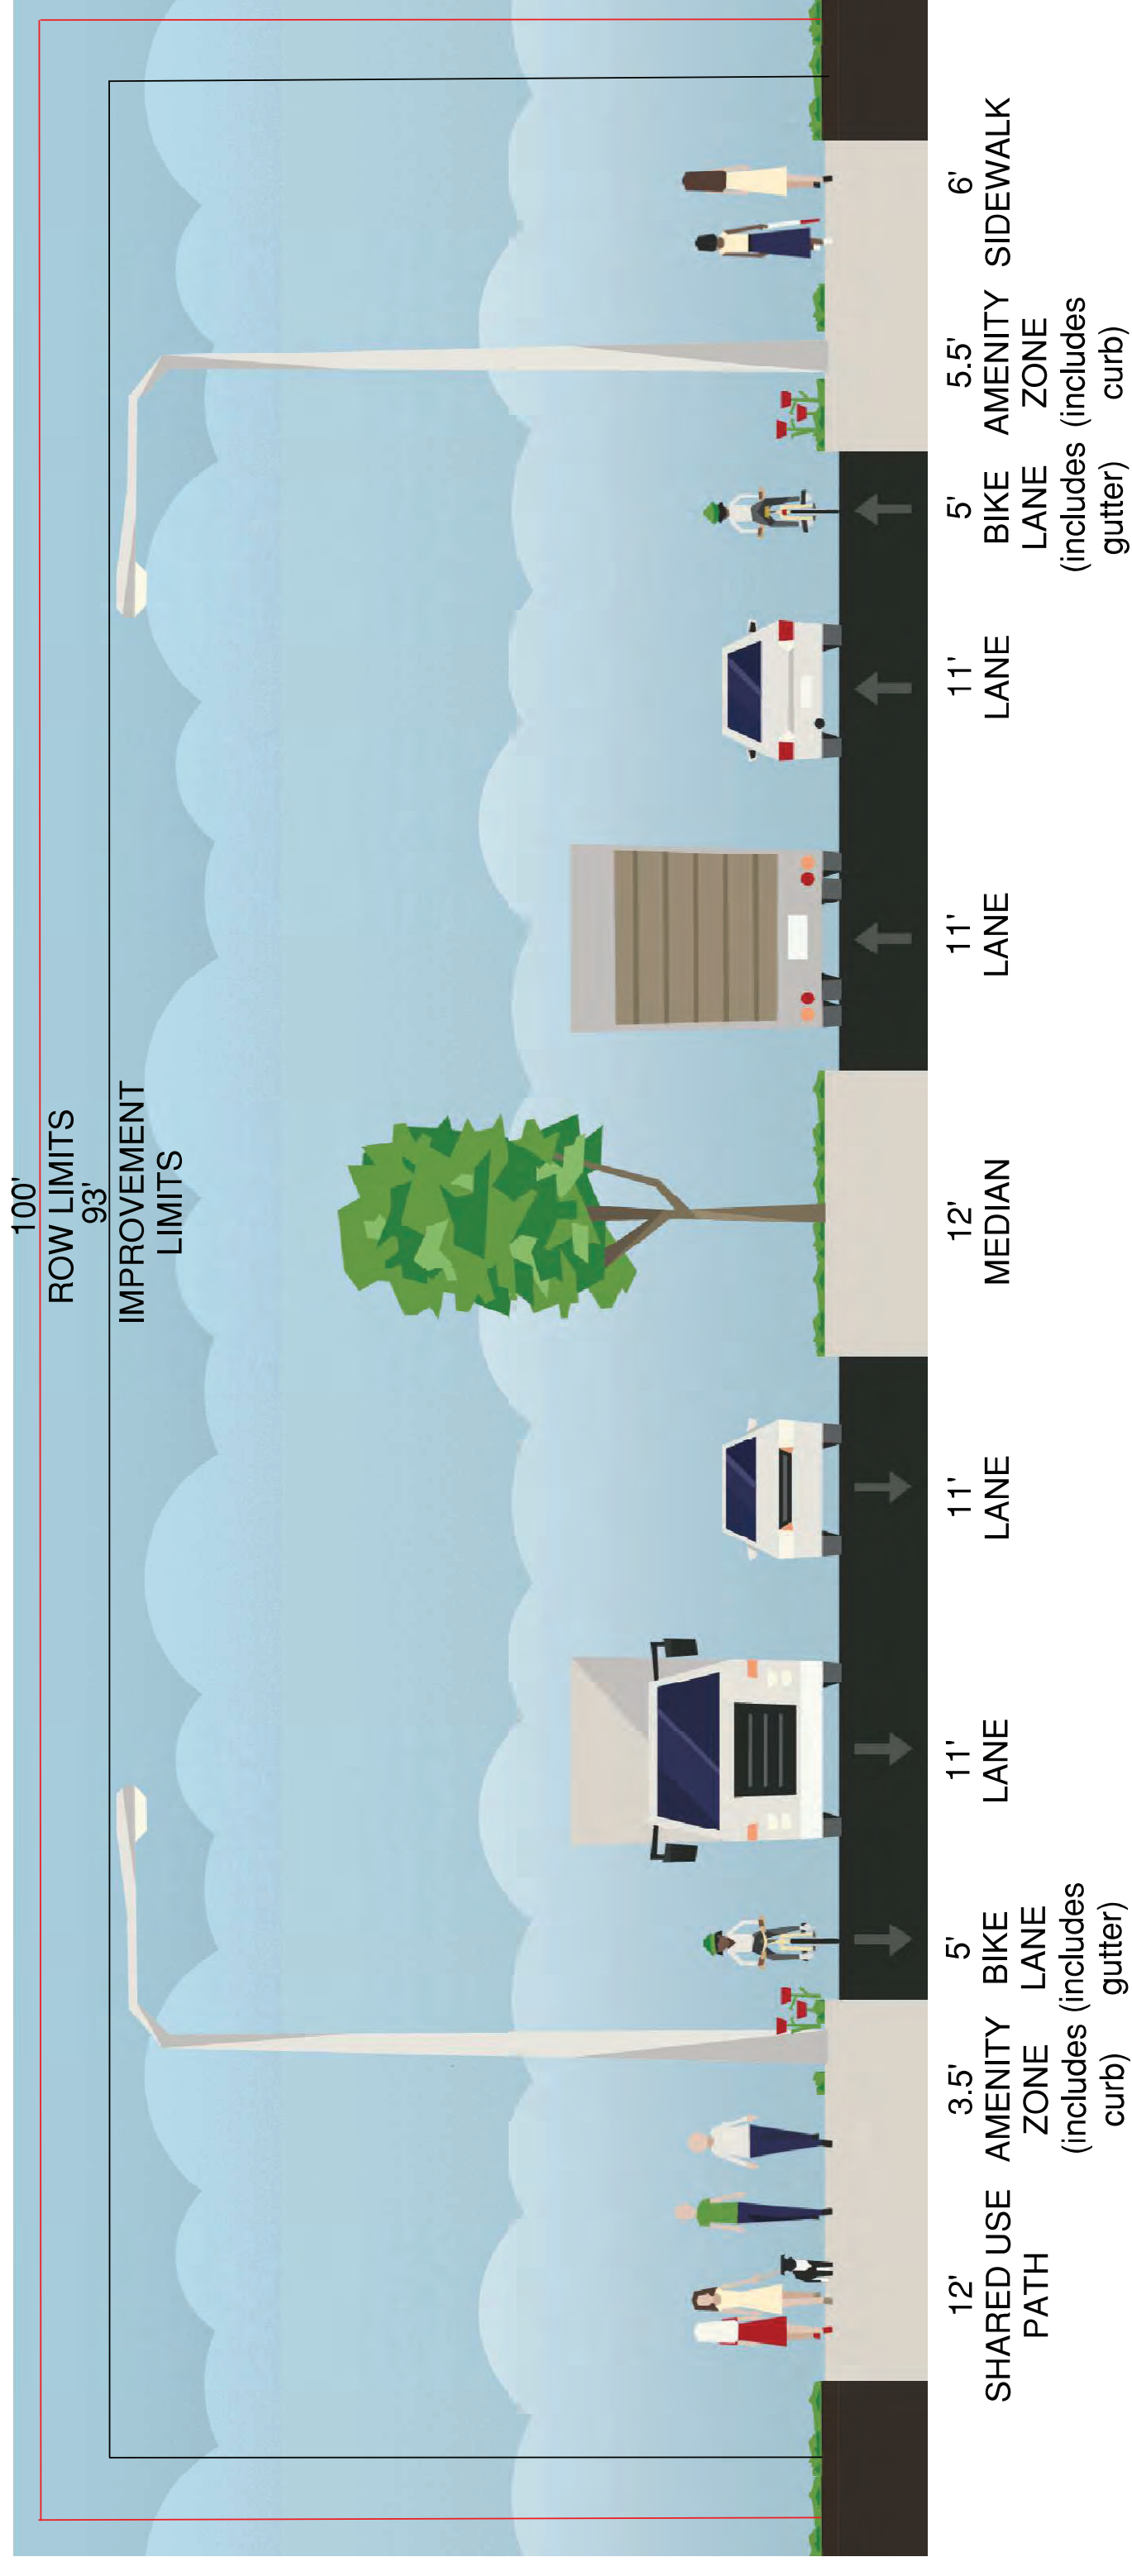 100'
ROW LIMITS
93'
IMPROVEMENT
LIMITS
12'
SHARED USE
PATH
3.5'
AMENITY
ZONE
(includes
curb)
5'
BIKE
LANE
(includes
gutter)
11'
LANE
11'
LANE
12'
MEDIAN
11'
LANE
11'
LANE
5'
BIKE
LANE
(includes
gutter)
5.5'
AMENITY
ZONE
(includes
curb)
6'
SIDEWALK